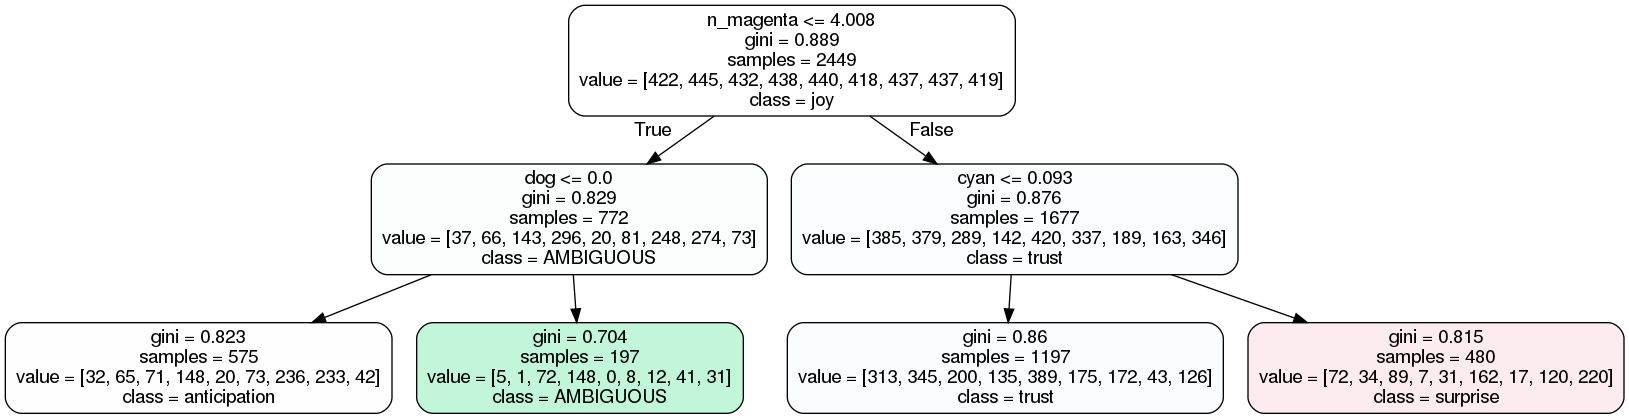 n_magenta <= 4.008
gini = 0.889
samples = 2449
value = [422, 445, 432, 438, 440, 418, 437, 437, 419]
class = joy
True
False
dog <= 0.0
gini = 0.829
samples = 772
value = [37, 66, 143, 296, 20, 81, 248, 274, 73]
class = AMBIGUOUS
cyan <= 0.093
gini = 0.876
samples = 1677
value = [385, 379, 289, 142, 420, 337, 189, 163, 346]
class = trust
gini = 0.823
samples = 575
value = [32, 65, 71, 148, 20, 73, 236, 233, 42]
class = anticipation
gini = 0.704
samples = 197
value = [5, 1, 72, 148, 0, 8, 12, 41, 31]
class = AMBIGUOUS
gini = 0.86
samples = 1197
value = [313, 345, 200, 135, 389, 175, 172, 43, 126]
class = trust
gini = 0.815
samples = 480
value = [72, 34, 89, 7, 31, 162, 17, 120, 220]
class = surprise